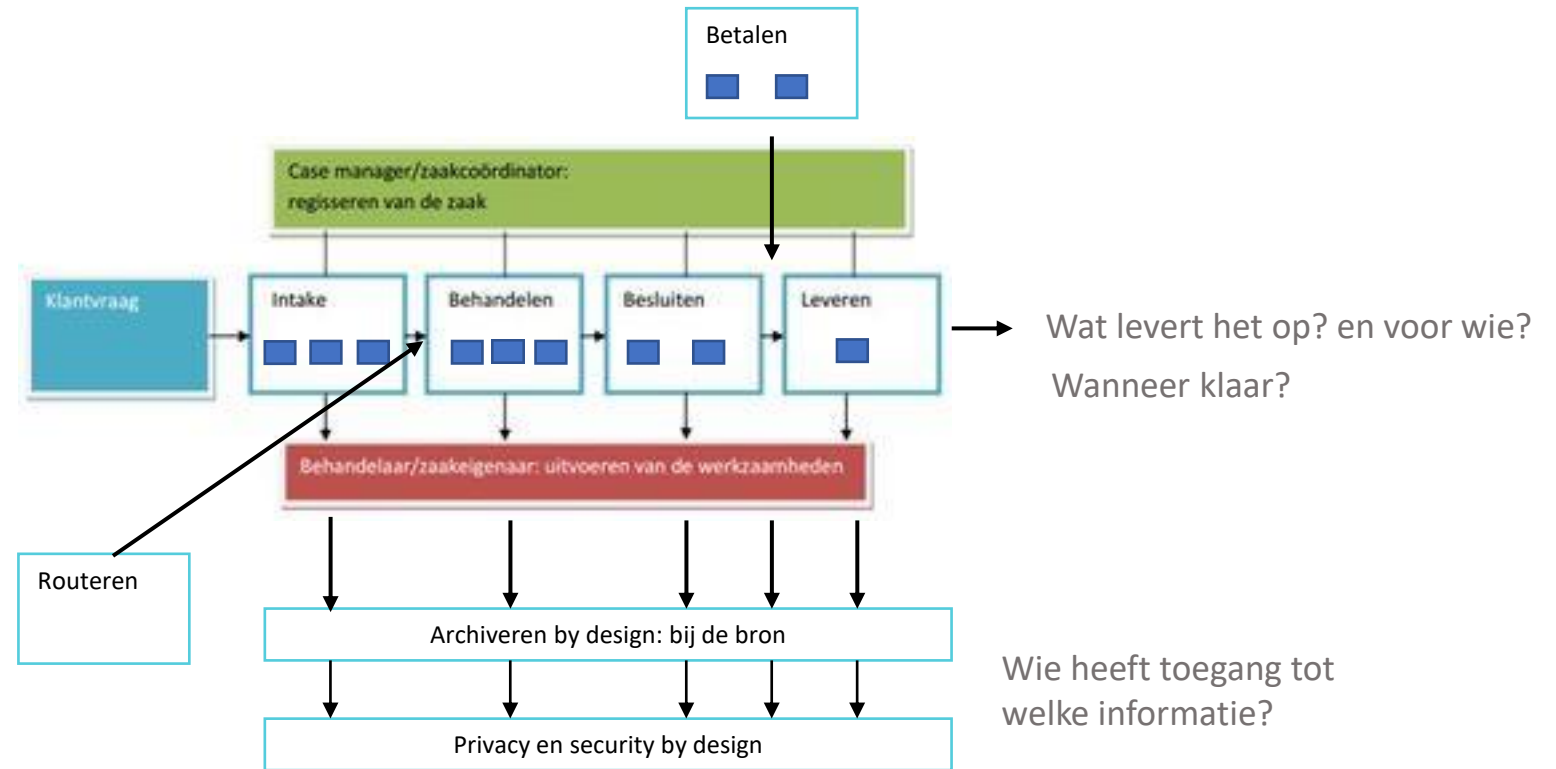 Betalen
Case manager/zaakcoördinator:
regisseren van de zaak
Klantvraag
Intake
Behandelen
Besluiten
Leveren
Wat levert het op? en voor wie?
Wanneer klaar?
Behandelaar/zaakeigenaar: uitvoeren van de werkzaamheden
Routeren
Archiveren by design: bij de bron
Wie heeft toegang tot
welke informatie?
Privacy en security by design